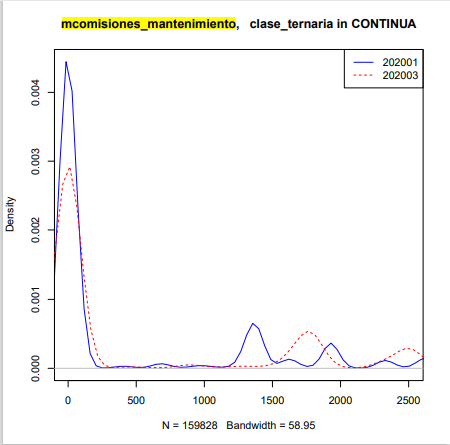 mcomisiones_mantenimiento, clase_ternaria in CONTINUA
202001
202003
Density
0.004
0.003
0.002
0.001
0.000
0 500 1000 1500 2000 2500
N = 159828 Bandwidth = 58.95